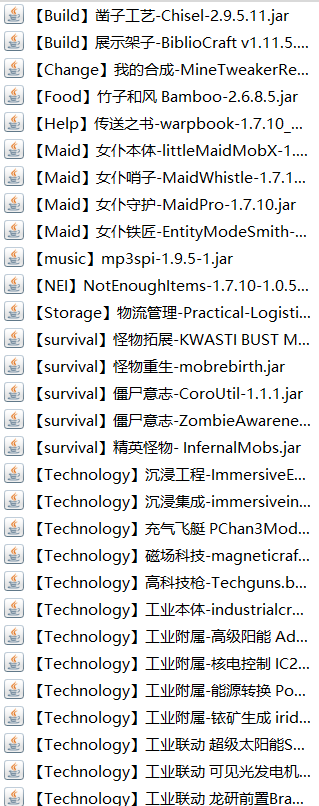 【Build】凿子工艺-Chisel-2.9.5.11.jar
【Build】展示架子-BiblioCraft v1.11.5....
【Change】我的合成-MineTweakerRe...
【Food】竹子和风 Bamboo-2.6.8.5.jar
【Help】传送之书-warpbook-1.7.10_...
【Maid】女仆本体-littleMaidMobX-1....
【Maid】女仆哨子-MaidWhistle-1.7.1...
【Maid】女仆守护-MaidPro-1.7.10.jar
【Maid】女仆铁匠-EntityModeSmith-...
【music】mp3spi-1.9.5-1.jar
【NEI】NotEnoughItems-1.7.10-1.0.5...
【Storage】物流管理-Practical-Logisti...
【survival】怪物拓展-KWASTI BUST M...
【survival】怪物重生-mobrebirth.jar
【survival】僵尸意志-CoroUtil-1.1.1.jar
【survival】僵尸意志-ZombieAwarene...
【survival】精英怪物- InfernalMobs.jar
【Technology】沉浸工程-ImmersiveE...
【Technology】沉浸集成-immersivein...
【Technology】充气飞艇 PChan3Mod...
【Technology】磁场科技-magneticraf...
【Technology】高科技枪-Techguns.b...
【Technology】工业本体-industrialcr...
【Technology】工业附属-高级阳能 Ad...
【Technology】工业附属-核电控制 IC2...
【Technology】工业附属-能源转换 Po...
【Technology】工业附属-铱矿生成 irid...
【Technology】工业联动 超级太阳能S...
【Technology】工业联动 可见光发电机...
【Technology】工业联动 龙研前置Bra...